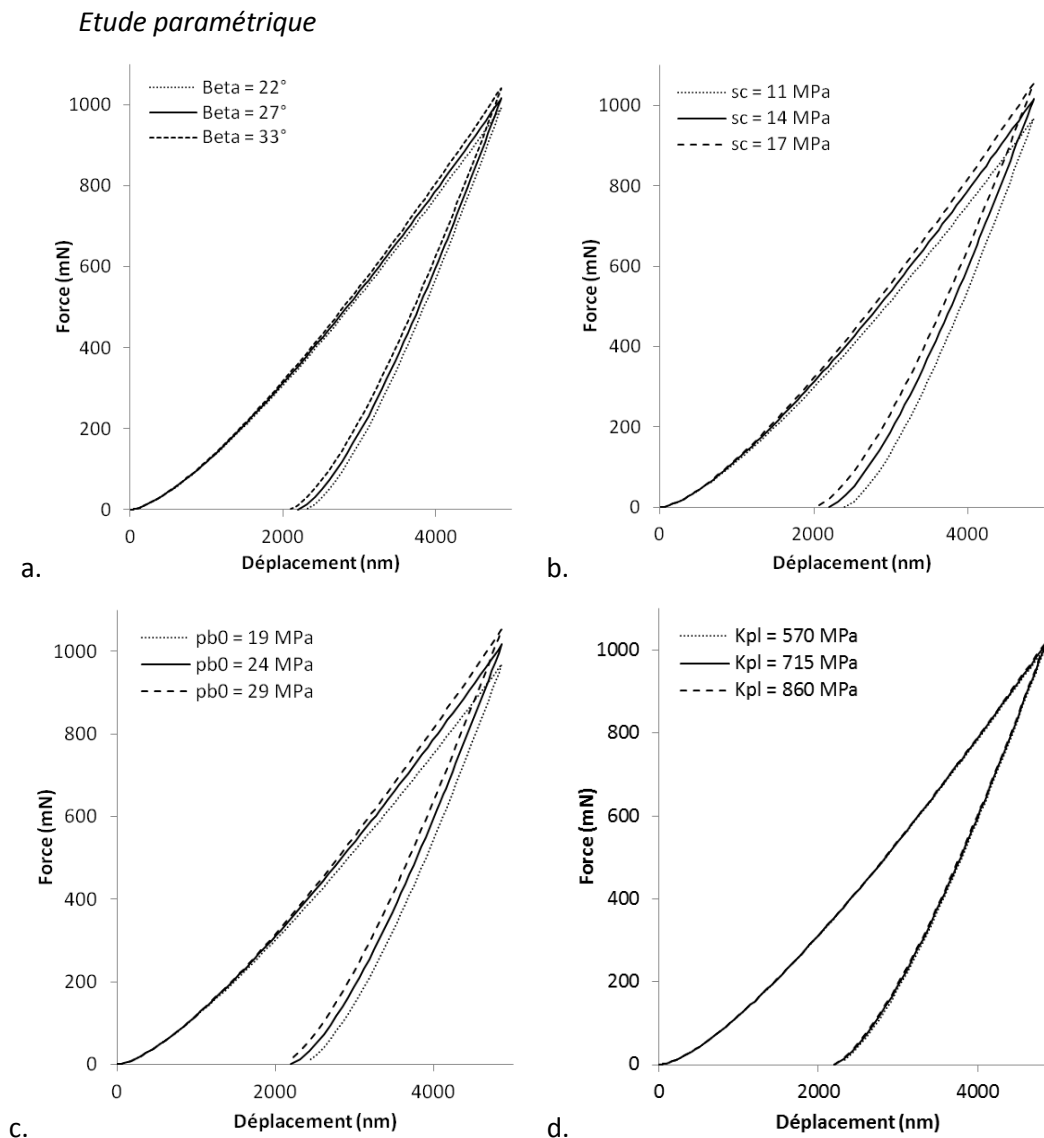 Etude paramétrique
Beta = 22°
Beta = 27°
Beta = 33°
1000
800
600
400
200
0
Force (mN)
0 2000 4000
Déplacement (nm)
a.
sc = 11 MPa
sc = 14 MPa
sc = 17 MPa
1000
800
600
400
200
0
Force (mN)
0 2000 4000
Déplacement (nm)
b.
pb0 = 19 MPa
pb0 = 24 MPa
pb0 = 29 MPa
1000
800
600
400
200
0
Force (mN)
0 2000 4000
Déplacement (nm)
c.
Kpl = 570 MPa
Kpl = 715 MPa
Kpl = 860 MPa
1000
800
600
400
200
0
Force (mN)
0 2000 4000
Déplacement (nm)
d.